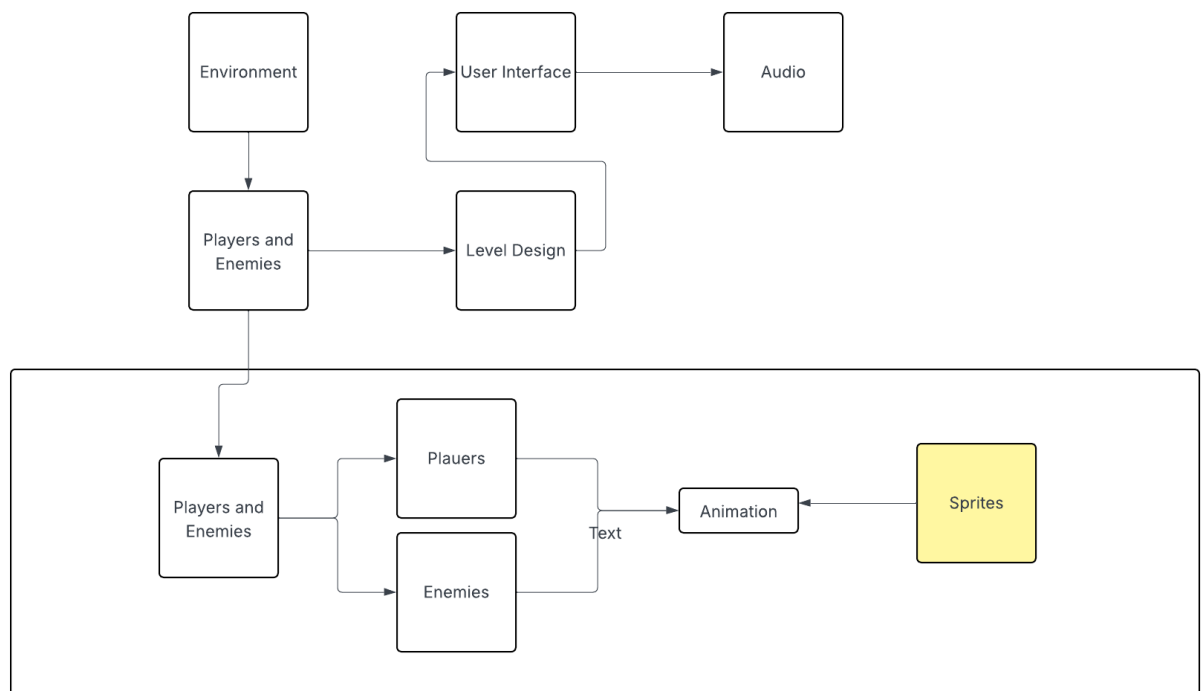 Environment
User Interface
Audio
Players and
Enemies
Level Design
Players and
Enemies
Plauers
Enemies
Text
Animation
Sprites